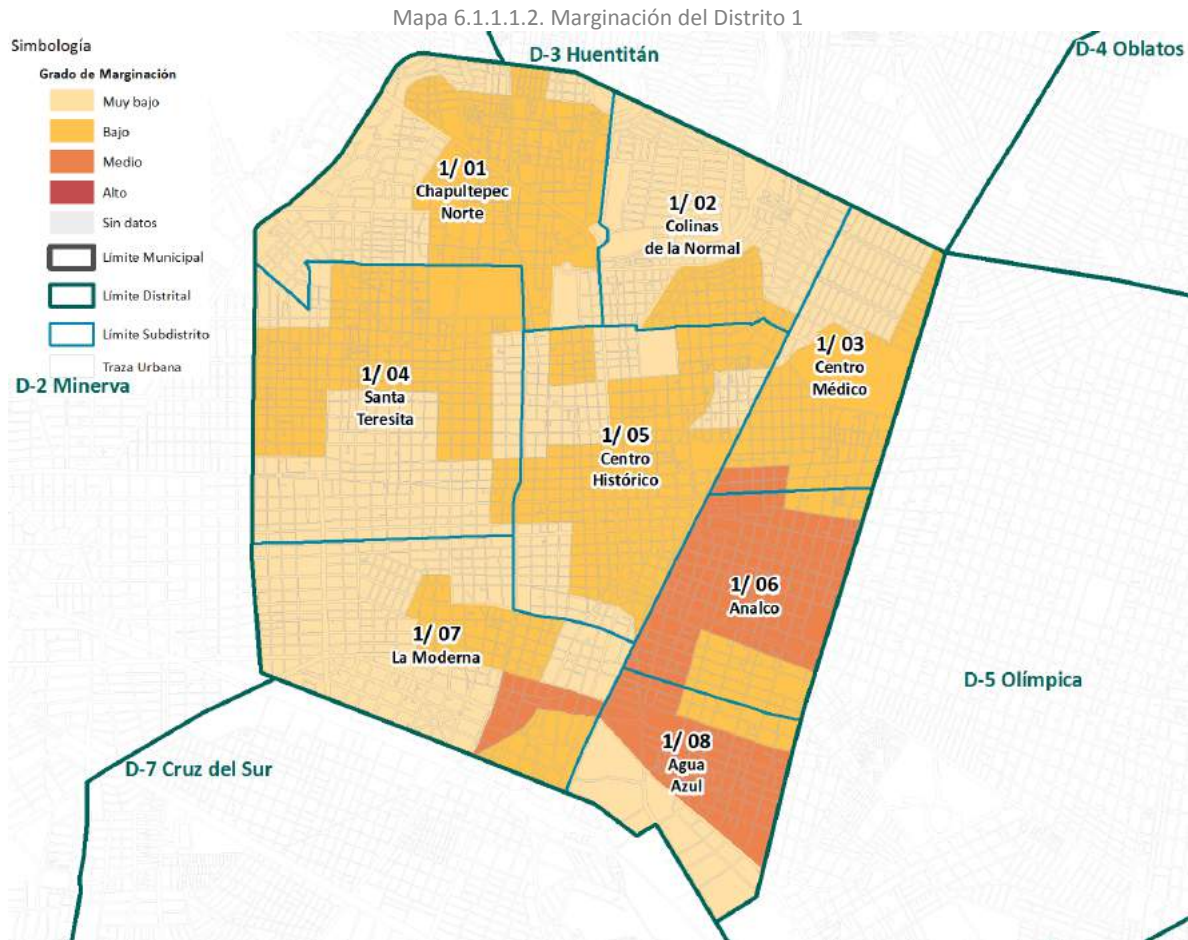 Mapa 6.1.1.1.2. Marginación del Distrito 1
Simbología
Grado de Marginación
Muy bajo
Bajo
Medio
Alto
Sin datos
Límite Municipal
Límite Distrital
Límite Subdistrito
Traza Urbana
D-3 Huentitán
D-4 Oblatos
1/ 01
Chapultepec
Norte
1/ 02
Colinas
de la Normal
1/ 03
Centro
Médico
D-2 Minerva
1/ 04
Santa
Teresita
1/ 05
Centro
Histórico
1/ 06
Analco
1/ 07
La Moderna
D-5 Olímpica
1/ 08
Agua
Azul
D-7 Cruz del Sur